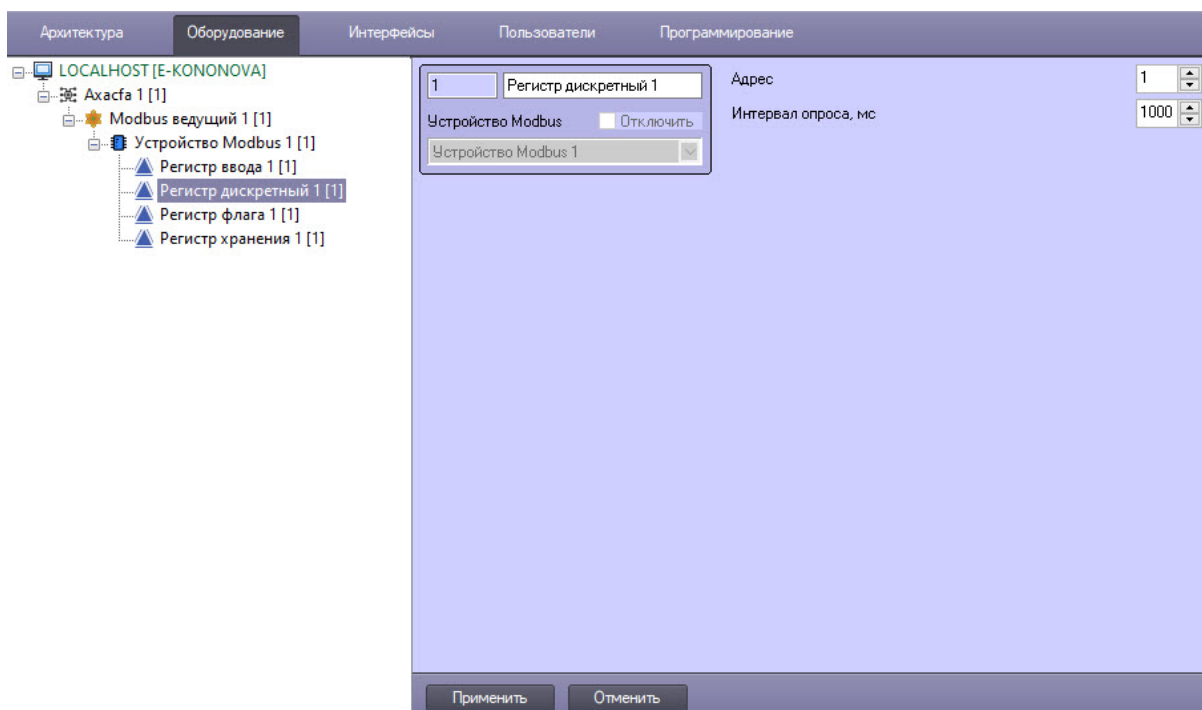 Архитектура Оборудование Интерфейсы Пользователи Программирование
LOCALHOST [E-KONONOVA]
Axacfa 1 [1]
Modbus ведущий 1 [1]
Устройство Modbus 1 [1]
Регистр ввода 1 [1]
Регистр дискретный 1 [1]
Регистр флага 1 [1]
Регистр хранения 1 [1]
1 Регистр дискретный 1
Устройство Modbus Отключить
Устройство Modbus 1
Адрес 1
Интервал опроса, мс 1000
Применить Отменить